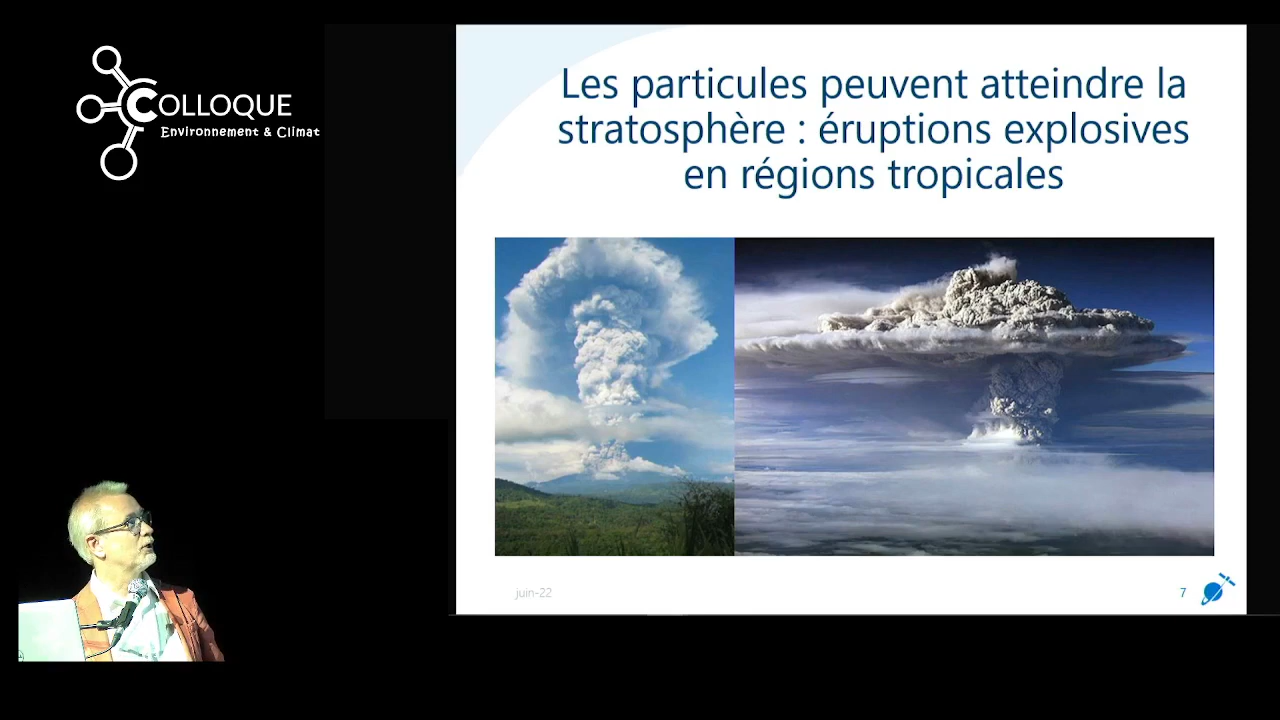 COLLOQUE
Environnement & Climat
Les particules peuvent atteindre la
stratosphère : éruptions explosives
en régions tropicales
juin-22
7